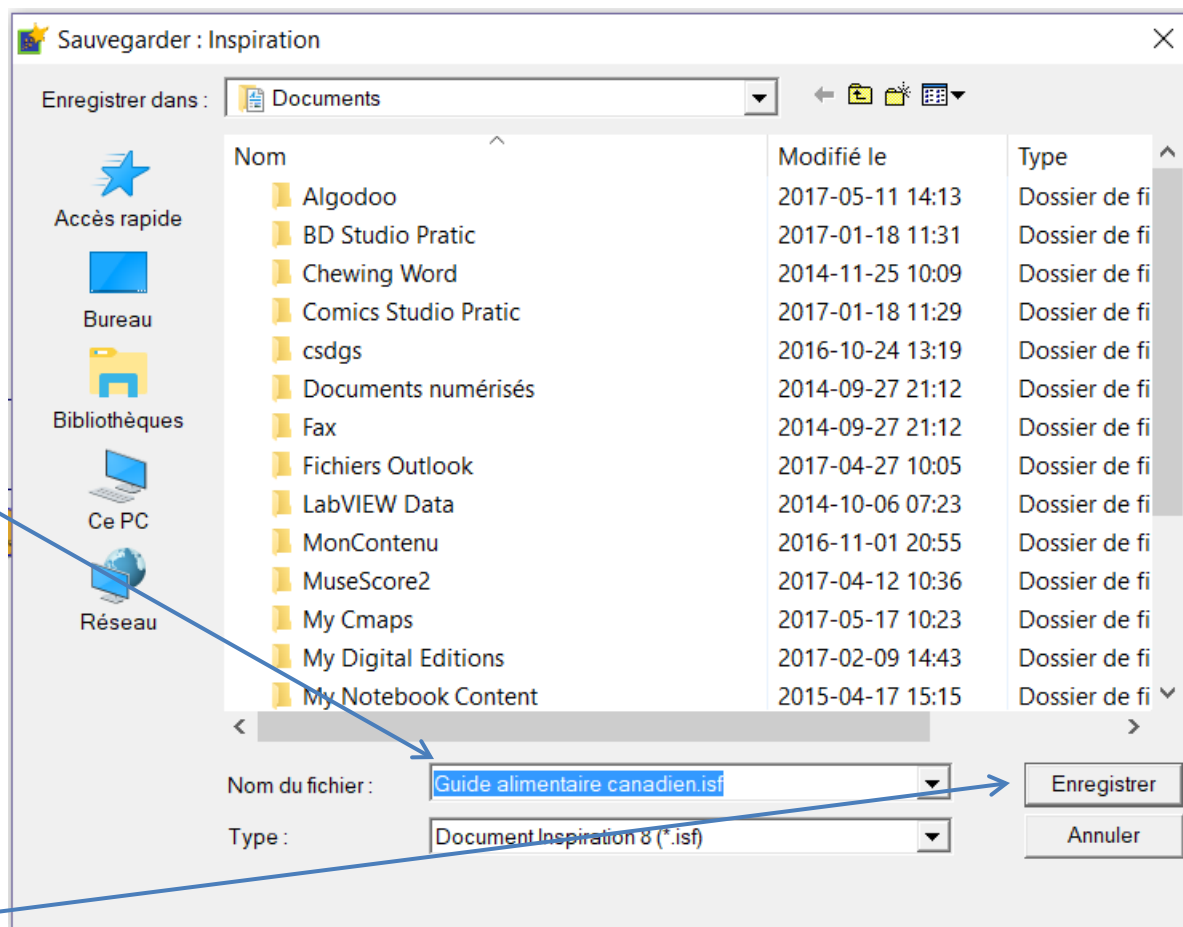 Sauvegarder : Inspiration
Enregistrer dans : Documents
Nom Modifié le Type
Algodoo 2017-05-11 14:13 Dossier de fi
BD Studio Pratic 2017-01-18 11:31 Dossier de fi
Chewing Word 2014-11-25 10:09 Dossier de fi
Comics Studio Pratic 2017-01-18 11:29 Dossier de fi
csdgs 2016-10-24 13:19 Dossier de fi
Documents numérisés 2014-09-27 21:12 Dossier de fi
Fax 2014-09-27 21:12 Dossier de fi
Fichiers Outlook 2017-04-27 10:05 Dossier de fi
LabVIEW Data 2014-10-06 07:23 Dossier de fi
MonContenu 2016-11-01 20:55 Dossier de fi
MuseScore2 2017-04-12 10:36 Dossier de fi
My Cmaps 2017-05-17 10:23 Dossier de fi
My Digital Editions 2017-02-09 14:43 Dossier de fi
My Notebook Content 2015-04-17 15:15 Dossier de fi
Accès rapide
Bureau
Bibliothèques
Ce PC
Réseau
Nom du fichier : Guide alimentaire canadien.isf Enregistrer
Type : Document Inspiration 8 (*.isf) Annuler